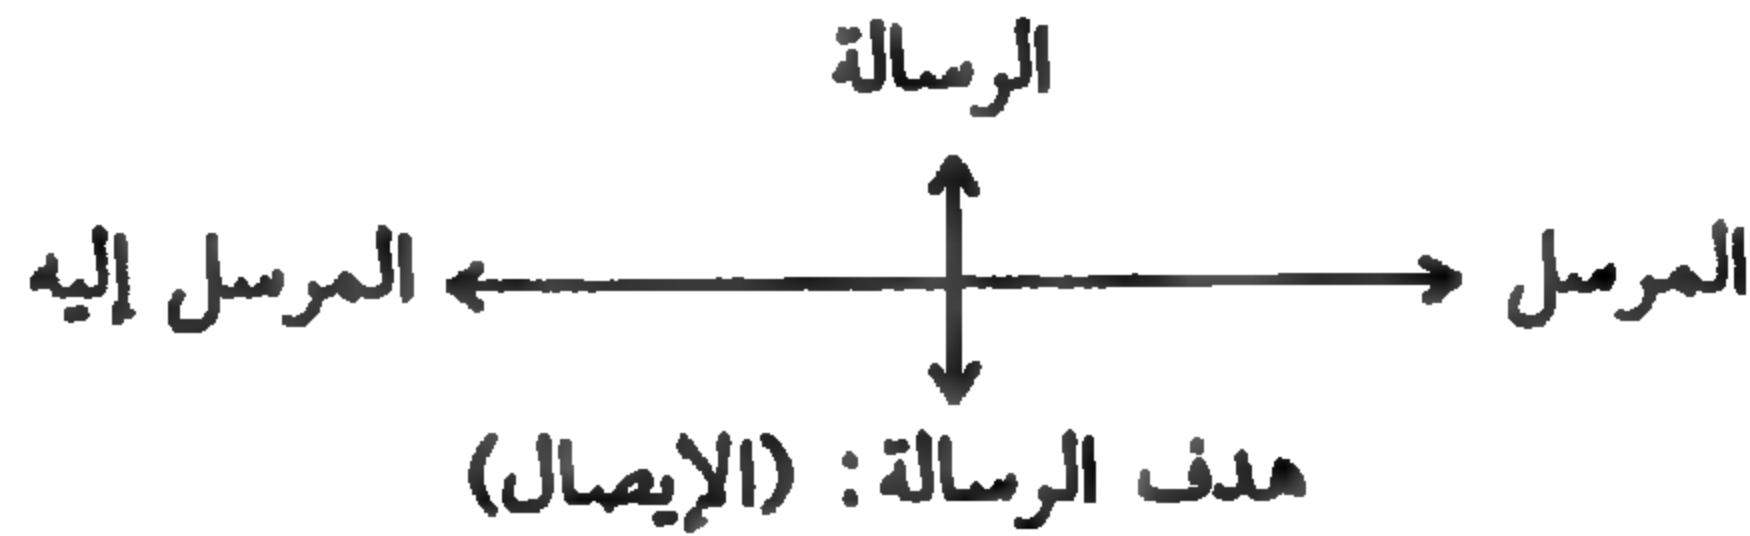 الرسالة
المرسل
المرسل إليه
هدف الرسالة: (الإيصال)